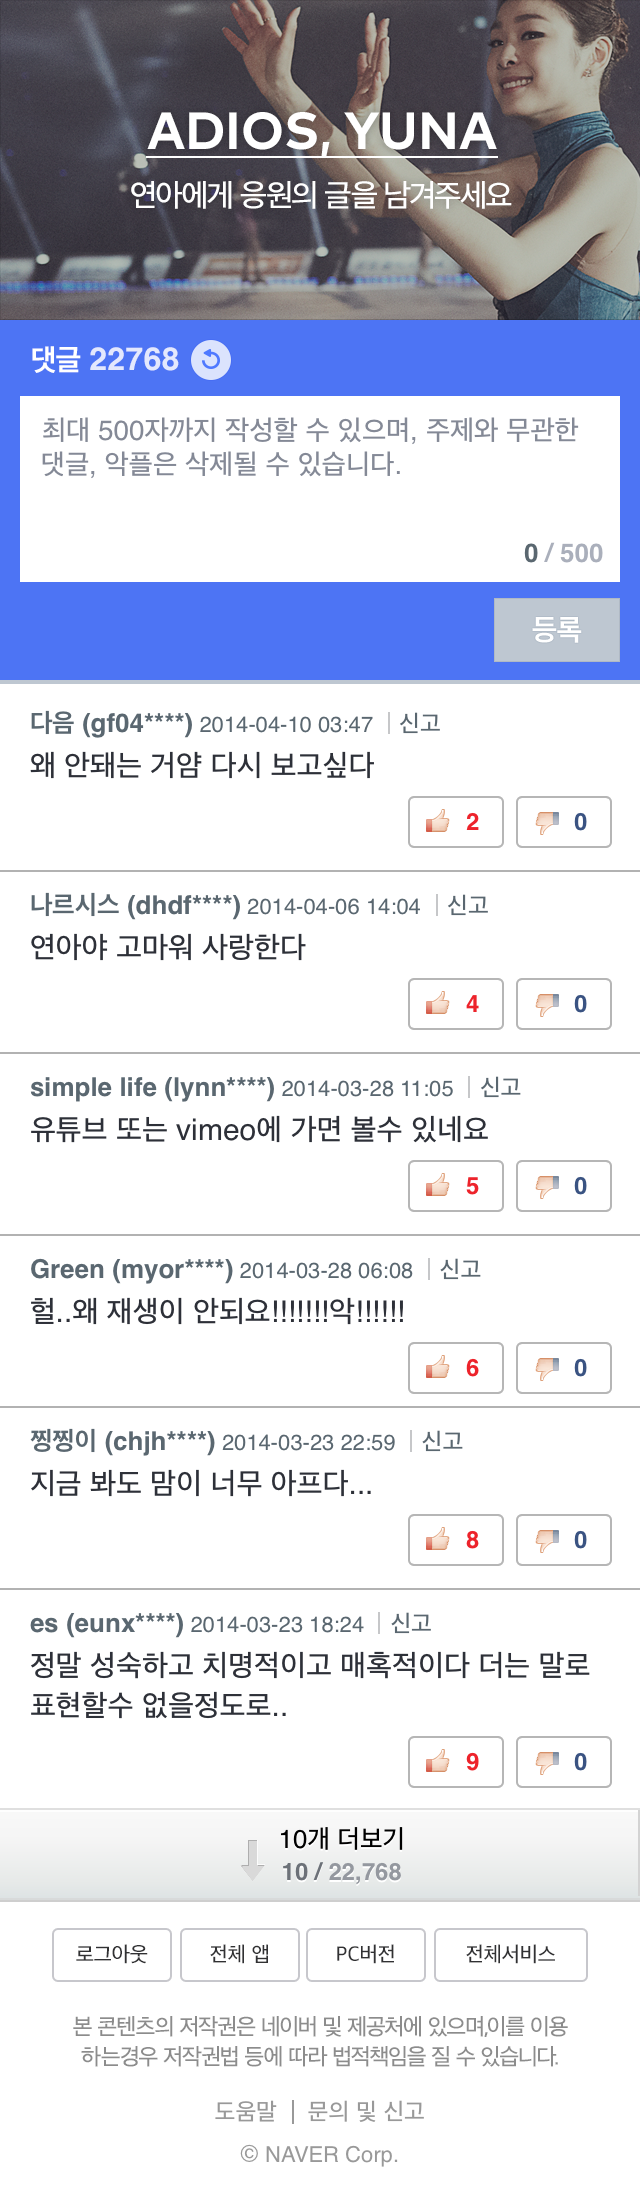 ADIOS, YUNA
연아에게 응원의 글을 남겨주세요
댓글 22768
최대 500자까지 작성할 수 있으며, 주제와 무관한
댓글, 악플은 삭제될 수 있습니다.
0 / 500
등록
다음 (gf04****) 2014-04-10 03:47 신고
왜 안돼는 거얌 다시 보고싶다
2 0
나르시스 (dhdf****) 2014-04-06 14:04 신고
연아야 고마워 사랑한다
4 0
simple life (lynn****) 2014-03-28 11:05 신고
유튜브 또는 vimeo에 가면 볼수 있네요
5 0
Green (myor****) 2014-03-28 06:08 신고
헐..왜 재생이 안되요!!!!!!!악!!!!!!
6 0
찡찡이 (chjh****) 2014-03-23 22:59 신고
지금 봐도 맘이 너무 아프다...
8 0
es (eunx****) 2014-03-23 18:24 신고
정말 성숙하고 치명적이고 매혹적이다 더는 말로
표현할수 없을정도로..
9 0
10개 더보기
10 / 22,768
로그아웃 전체 앱 PC버전 전체서비스
본 콘텐츠의 저작권은 네이버 및 제공처에 있으며,이를 이용
하는경우 저작권법 등에 따라 법적책임을 질 수 있습니다.
도움말 | 문의 및 신고
© NAVER Corp.